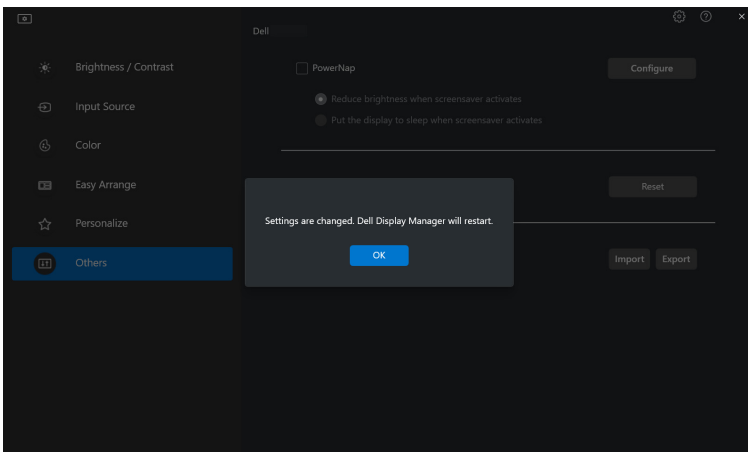 Dell
Brightness / Contrast
Input Source
Color
Easy Arrange
Personalize
Others
PowerNap
Configure
Reduce brightness when screensaver activates
Put the display to sleep when screensaver activates
Reset
Settings are changed. Dell Display Manager will restart.
OK
Import Export